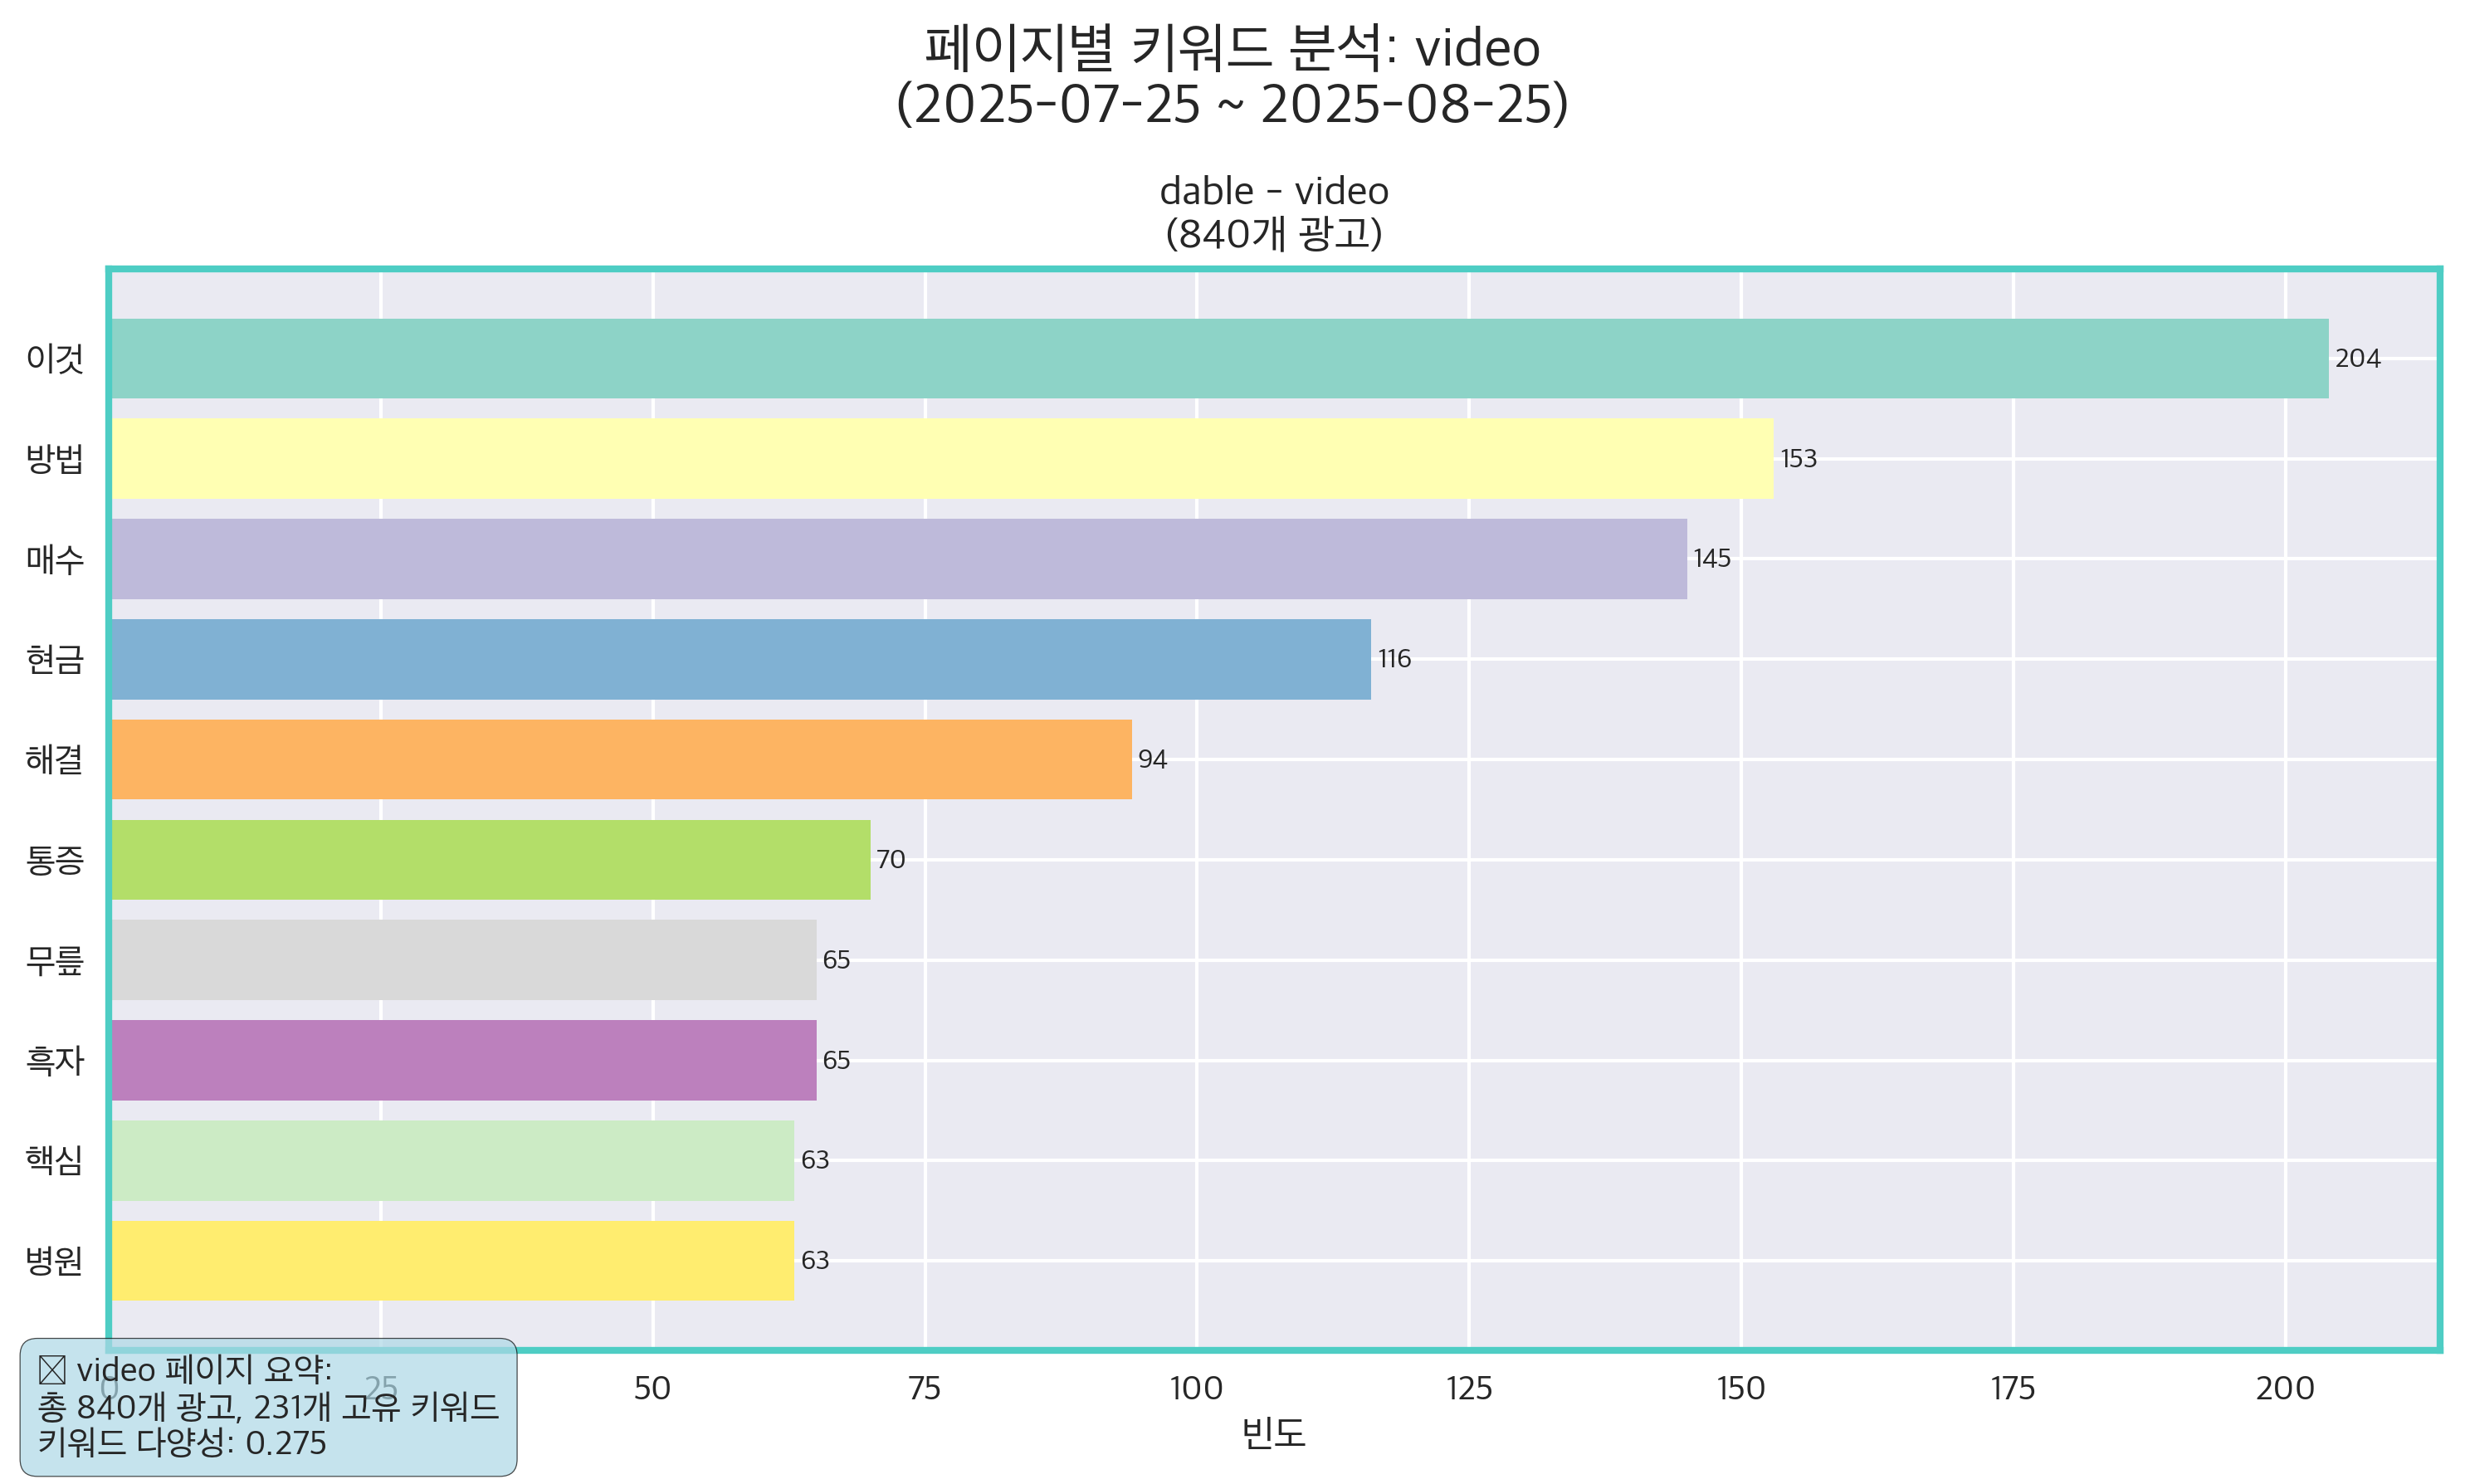 페이지별 키워드 분석: video
(2025-07-25 ~ 2025-08-25)
dable - video
(840개 광고)
이것
204
방법
153
매수
145
현금
116
해결
94
통증
70
무릎
65
흑자
65
핵심
63
병원
63
0
25
50
75
100
125
150
175
200
빈도
video 페이지 요약:
총 840개 광고, 231개 고유 키워드
키워드 다양성: 0.275